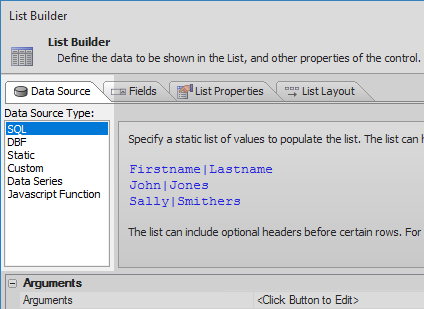 List Builder
List Builder
Define the data to be shown in the List, and other properties of the control.
Data Source Fields List Properties List Layout
Data Source Type:
SQL
DBF
Static
Custom
Data Series
Javascript Function
Specify a static list of values to populate the list. The list can h
Firstname|Lastname
John|Jones
Sally|Smithers
The list can include optional headers before certain rows. For
Arguments
Arguments <Click Button to Edit>